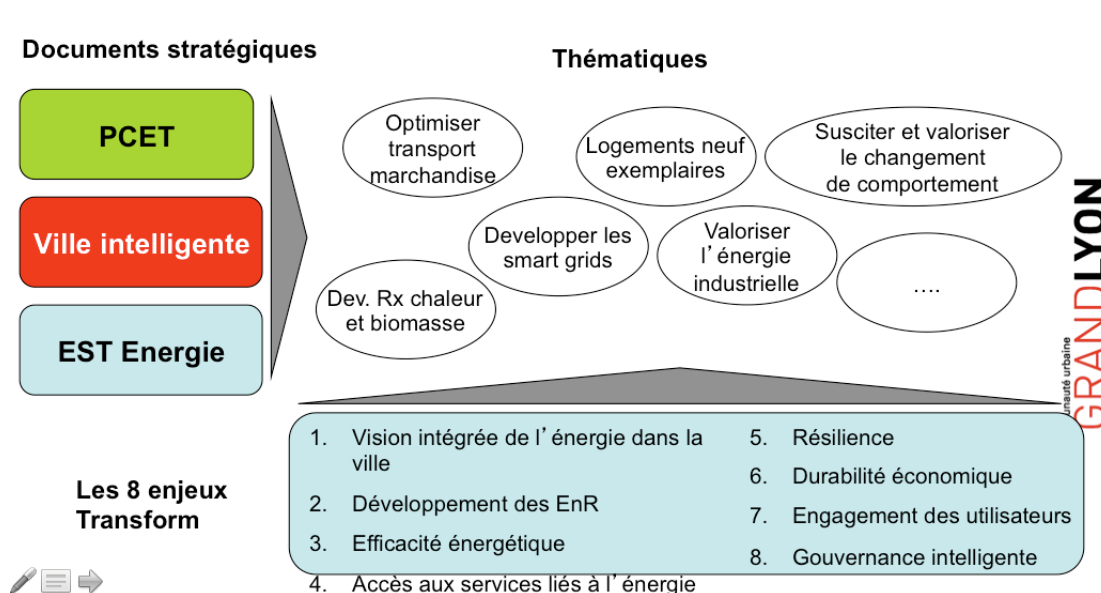 Documents stratégiques
Thématiques
PCET
Ville intelligente
EST Energie
Optimiser
transport
marchandise
Logements neuf
exemplaires
Susciter et valoriser
le changement
de comportement
Developper les
smart grids
Valoriser
l’énergie
industrielle
….
Dev. Rx chaleur
et biomasse
Les 8 enjeux
Transform
1. Vision intégrée de l’énergie dans la
ville
2. Développement des EnR
3. Efficacité énergétique
4. Accès aux services liés à l’énergie
5. Résilience
6. Durabilité économique
7. Engagement des utilisateurs
8. Gouvernance intelligente
urbaine
GRANDLYON